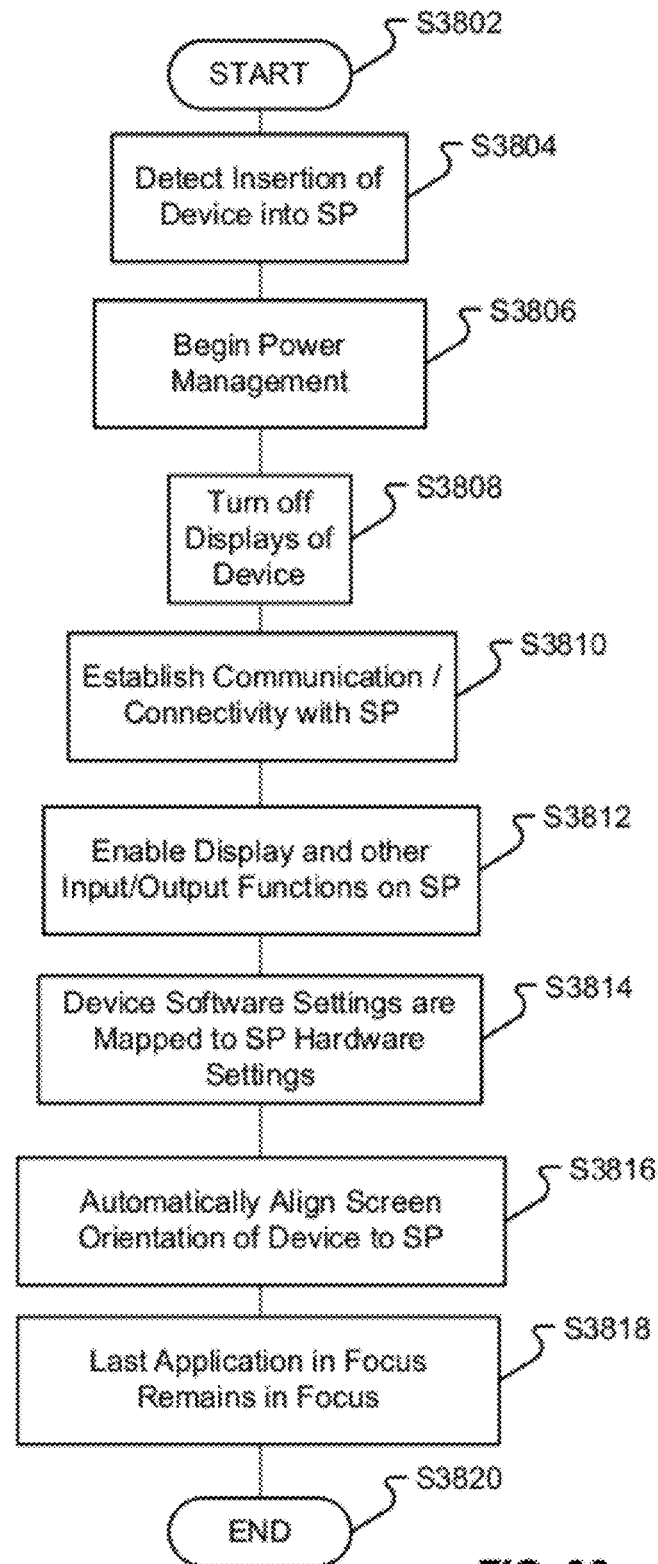 START
S3802
Detect Insertion of
Device into SP
S3804
Begin Power
Management
S3806
Turn off
Displays of
Device
S3808
Establish Communication /
Connectivity with SP
S3810
Enable Display and other
Input/Output Functions on SP
S3812
Device Software Settings are
Mapped to SP Hardware
Settings
S3814
Automatically Align Screen
Orientation of Device to SP
S3816
Last Application in Focus
Remains in Focus
S3818
END
S3820